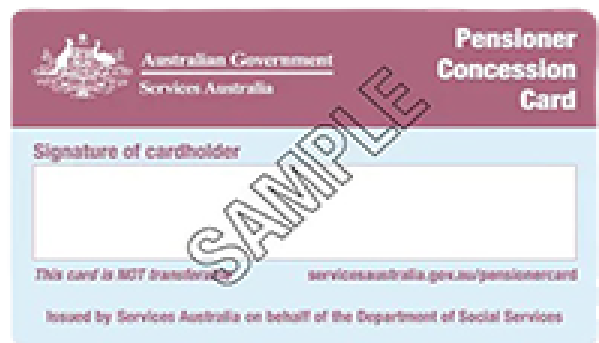 Australian Government
Services Australia
Pensioner
Concession
Card
Signature of cardholder
SAMPLE
This card is NOT transferable
servicesaustralia.gov.au/pensionercard
Issued by Services Australia on behalf of the Department of Social Services